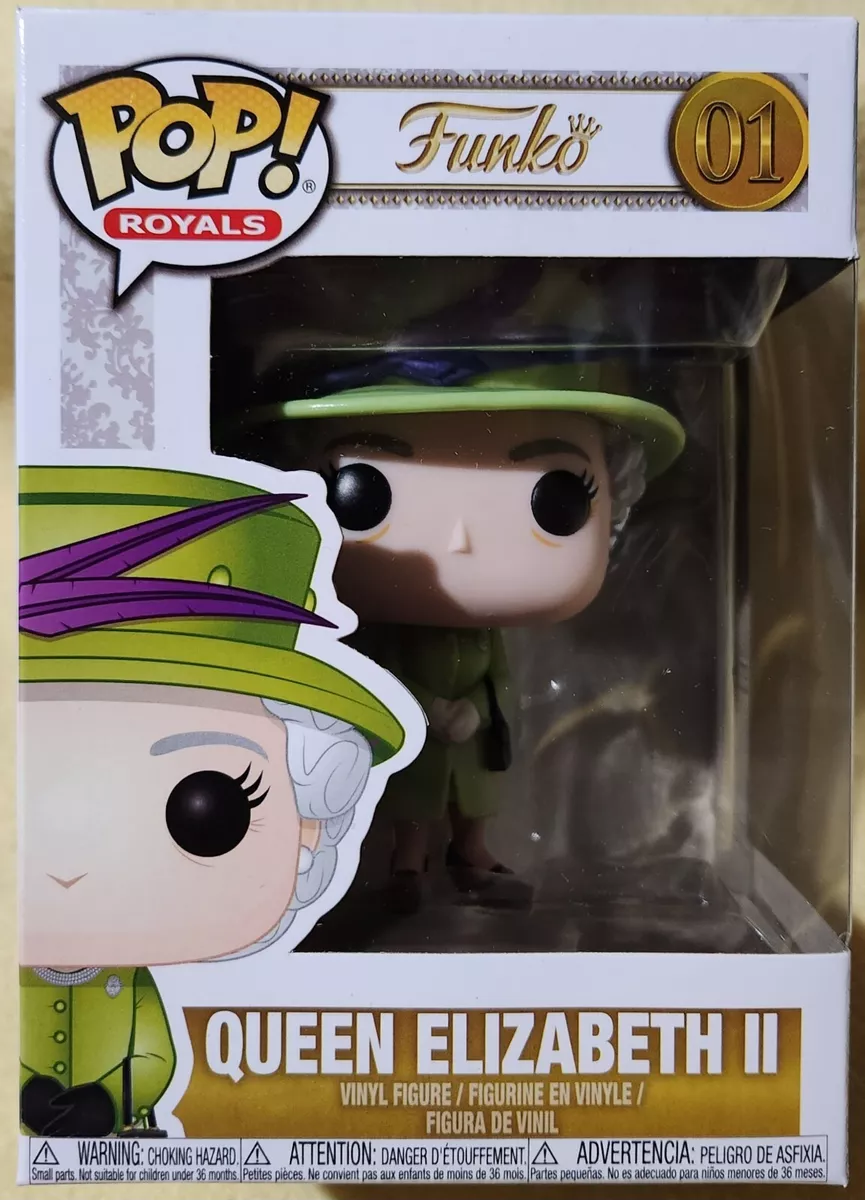 POP!®
ROYALS
Funko
01
QUEEN ELIZABETH II
VINYL FIGURE / FIGURINE EN VINYLE /
FIGURA DE VINIL
WARNING: CHOKING HAZARD.
Small parts. Not suitable for children under 36 months.
ATTENTION: DANGER D'ÉTOUFFEMENT.
Petites pièces. Ne convient pas aux enfants de moins de 36 mois.
ADVERTENCIA: PELIGRO DE ASFIXIA.
Partes pequeñas. No es adecuado para niños menores de 36 meses.